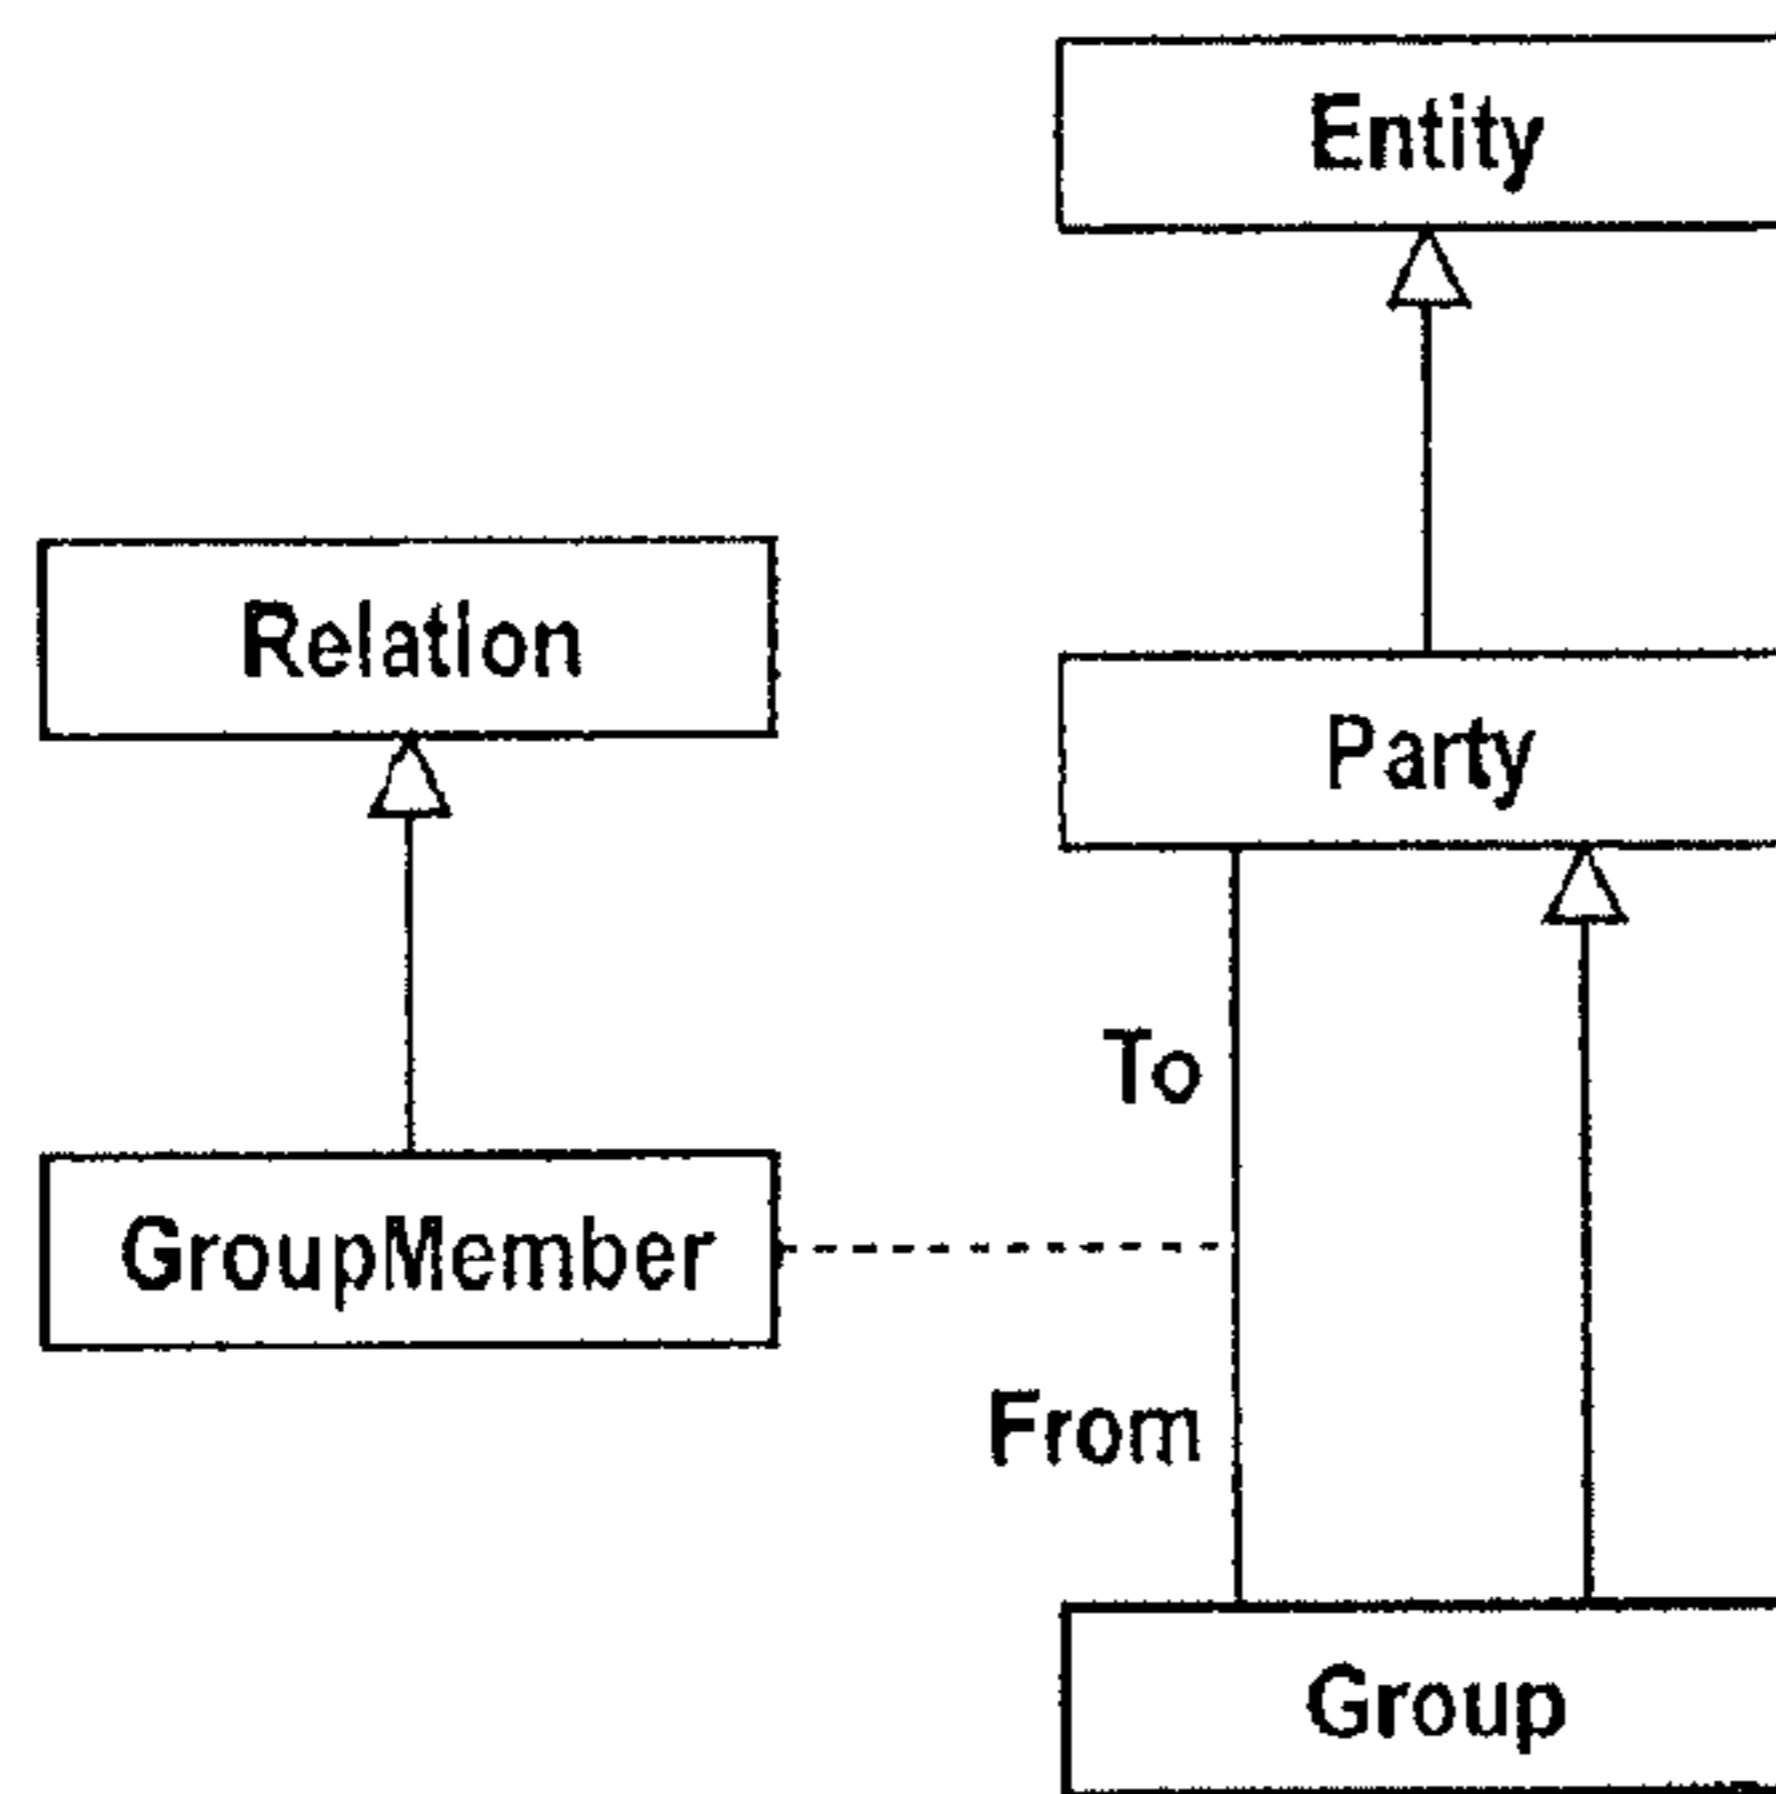 Entity
Relation
Party
To
GroupMember
From
Group